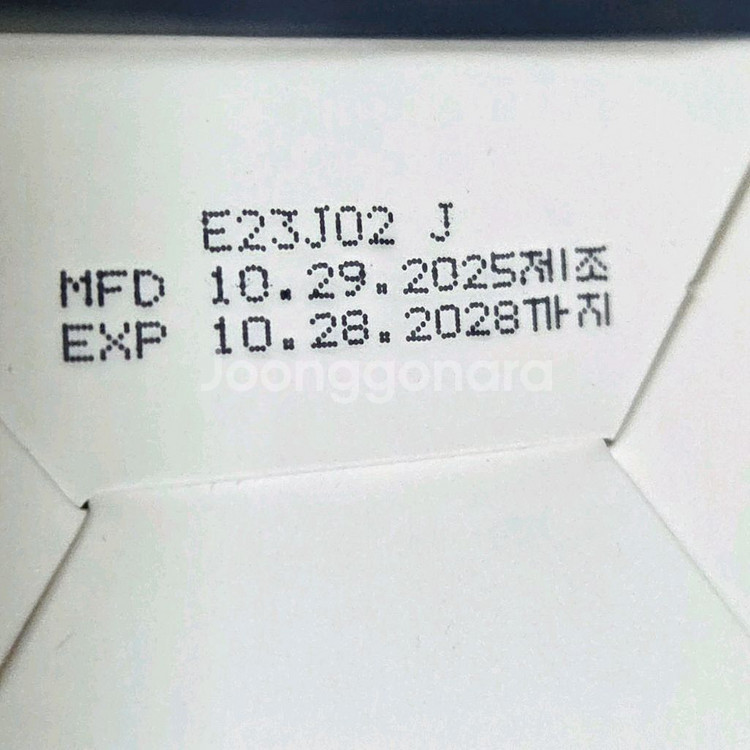 E23J02 J
MFD 10.29.2025제조
EXP 10.28.2028까지
Joonggonara